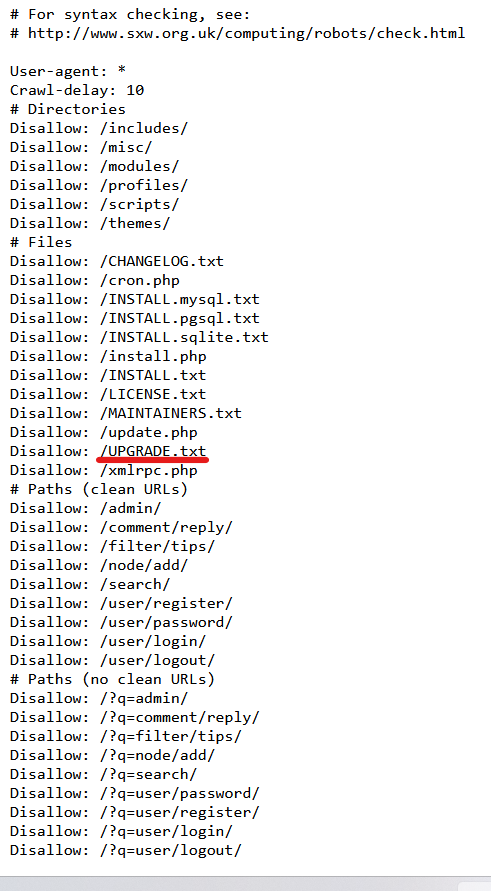 # For syntax checking, see:
# http://www.sxw.org.uk/computing/robots/check.html
User-agent: *
Crawl-delay: 10
# Directories
Disallow: /includes/
Disallow: /misc/
Disallow: /modules/
Disallow: /profiles/
Disallow: /scripts/
Disallow: /themes/
# Files
Disallow: /CHANGELOG.txt
Disallow: /cron.php
Disallow: /INSTALL.mysql.txt
Disallow: /INSTALL.pgsql.txt
Disallow: /INSTALL.sqlite.txt
Disallow: /install.php
Disallow: /INSTALL.txt
Disallow: /LICENSE.txt
Disallow: /MAINTAINERS.txt
Disallow: /update.php
Disallow: /UPGRADE.txt
Disallow: /xmlrpc.php
# Paths (clean URLs)
Disallow: /admin/
Disallow: /comment/reply/
Disallow: /filter/tips/
Disallow: /node/add/
Disallow: /search/
Disallow: /user/register/
Disallow: /user/password/
Disallow: /user/login/
Disallow: /user/logout/
# Paths (no clean URLs)
Disallow: /?q=admin/
Disallow: /?q=comment/reply/
Disallow: /?q=filter/tips/
Disallow: /?q=node/add/
Disallow: /?q=search/
Disallow: /?q=user/password/
Disallow: /?q=user/register/
Disallow: /?q=user/login/
Disallow: /?q=user/logout/